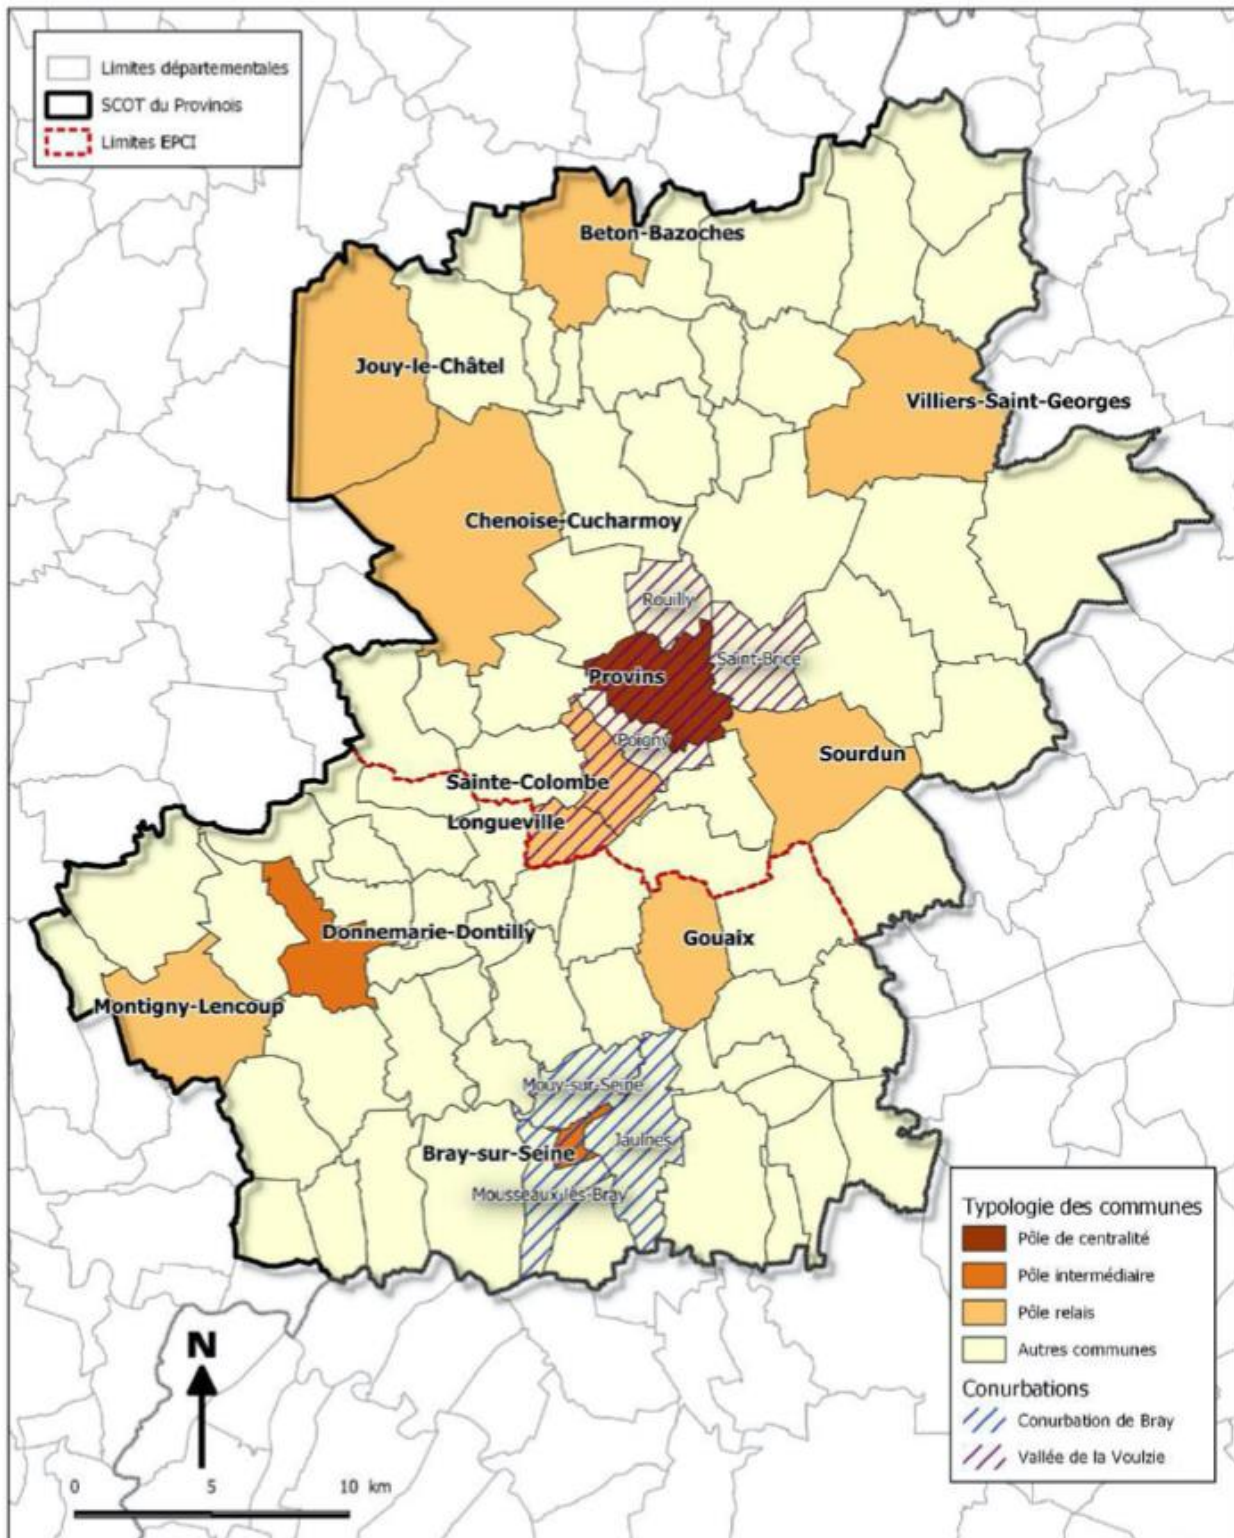 Limites départementales
SCOT du Provinois
Limites EPCI
Beton-Bazoches
Jouy-le-Châtel
Villiers-Saint-Georges
Chenoise-Cucharmoy
Rouilly
Saint-Brice
Provins
Poigny
Sourdun
Sainte-Colombe
Longueville
Donnemarie-Dontilly
Gouaix
Montigny-Lencoup
Mouy-sur-Seine
Jaulnes
Bray-sur-Seine
Mousseaux-lès-Bray
Typologie des communes
Pôle de centralité
Pôle intermédiaire
Pôle relais
Autres communes
Conurbations
Conurbation de Bray
Vallée de la Voulzie
N
0 5 10 km